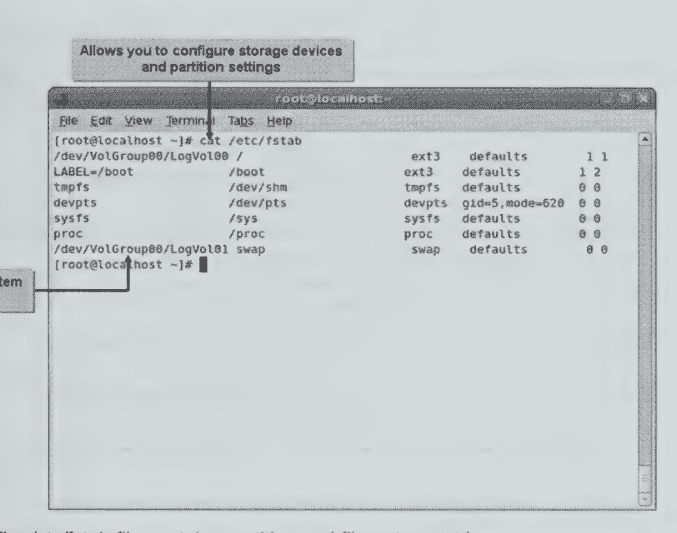 Allows you to configure storage devices
and partition settings
root@localhost:~
File Edit View Terminal Tabs Help
[root@localhost ~]# cat /etc/fstab
/dev/VolGroup00/LogVol00 / ext3 defaults 1 1
LABEL=/boot /boot ext3 defaults 1 2
tmpfs /dev/shm tmpfs defaults 0 0
devpts /dev/pts devpts gid=5,mode=620 0 0
sysfs /sys sysfs defaults 0 0
proc /proc proc defaults 0 0
/dev/VolGroup00/LogVol01 swap swap defaults 0 0
[root@localhost ~]#
tem